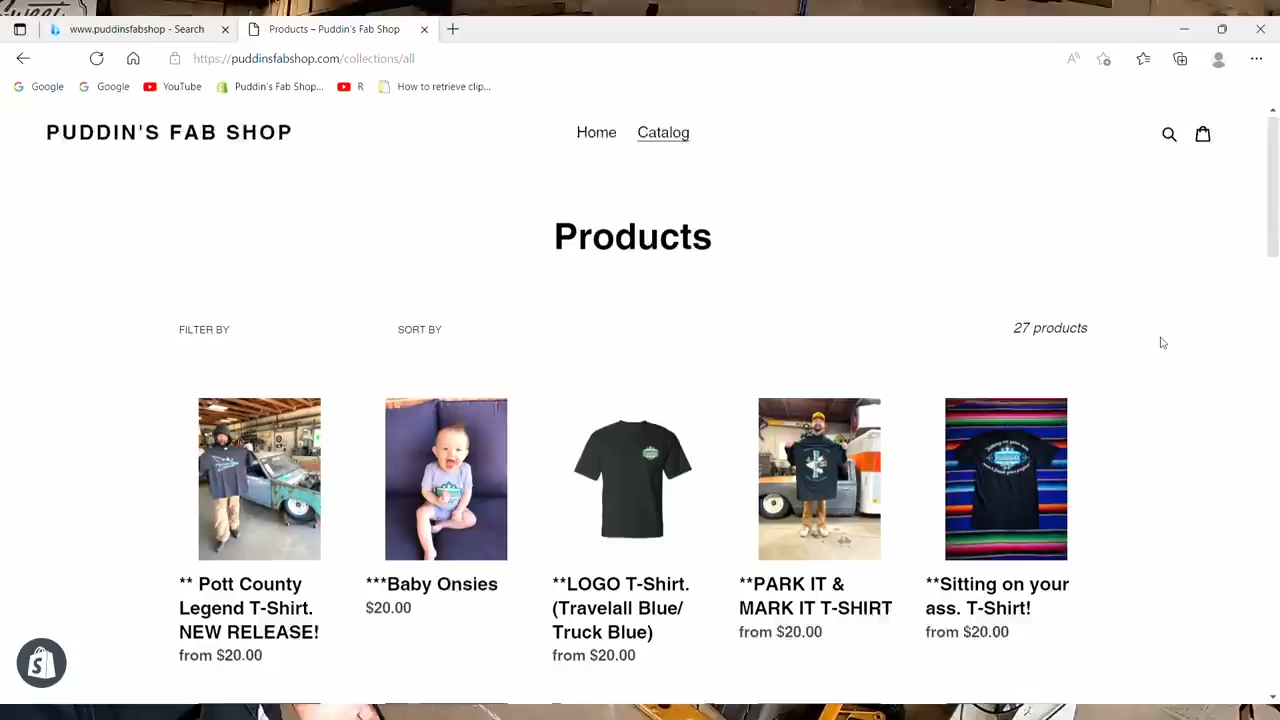 www.puddinsfabshop - Search
Products – Puddin's Fab Shop
https://puddinsfabshop.com/collections/all
Google
Google
YouTube
Puddin's Fab Shop...
R
How to retrieve clip...
PUDDIN'S FAB SHOP
Home
Catalog
Products
FILTER BY
SORT BY
27 products
** Pott County
Legend T-Shirt.
NEW RELEASE!
from $20.00
***Baby Onsies
$20.00
**LOGO T-Shirt.
(Travelall Blue/
Truck Blue)
from $20.00
**PARK IT &
MARK IT T-SHIRT
from $20.00
**Sitting on your
ass. T-Shirt!
from $20.00